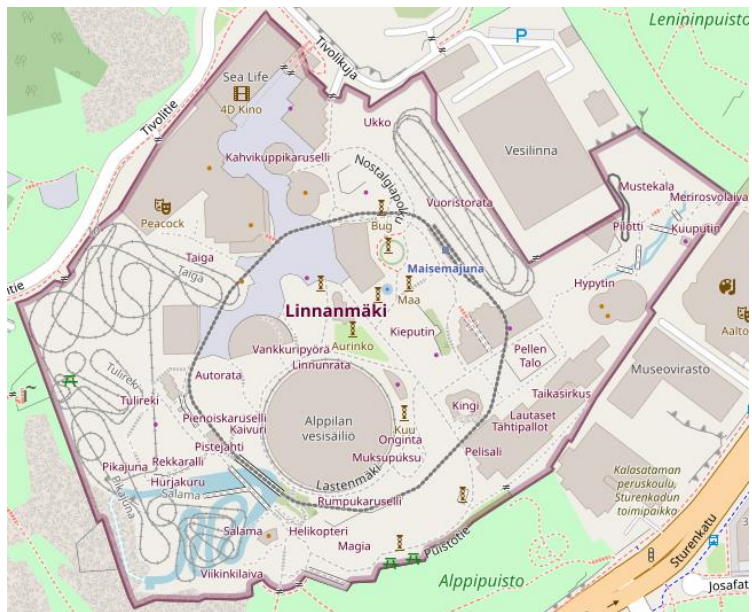 Lenininpuisto
Tivolikuja
P
Sea Life
4D Kino
Tivolitie
Ukko
Vesilinna
Kahvikuppikaruselli
Nostalgiapolku
Vuoristorata
Mustekala
Merirosvolaiva
Peacock
Bug
Pilotti
Kuuputin
Taiga
Taiga
Maisemajuna
Hypytin
Maa
Linnanmäki
Kieputin
Aurinko
Vankkuripyörä
Linnunrata
Pellen
Talo
Aalto
Museovirasto
Tulireki
Autorata
Tulireki
Taikasirkus
Kingi
Pienoiskaruselli
Kaivuri
Alppilan
vesisäiliö
Lautaset
Tähtipallot
Kuu
Onginta
Pistejahti
Muksupuksu
Pelisali
Pikajuna
Rekkaralli
Hurjakuru
Pikajuna
Salama
Lastenmäki
Rumpukaruselli
Kalasataman
peruskoulu,
Sturenkadun
toimipaikka
Salama
Helikopteri
Magia
Puistotie
Sturenkatu
Viikinkilaiva
Alppipuisto
Josafat